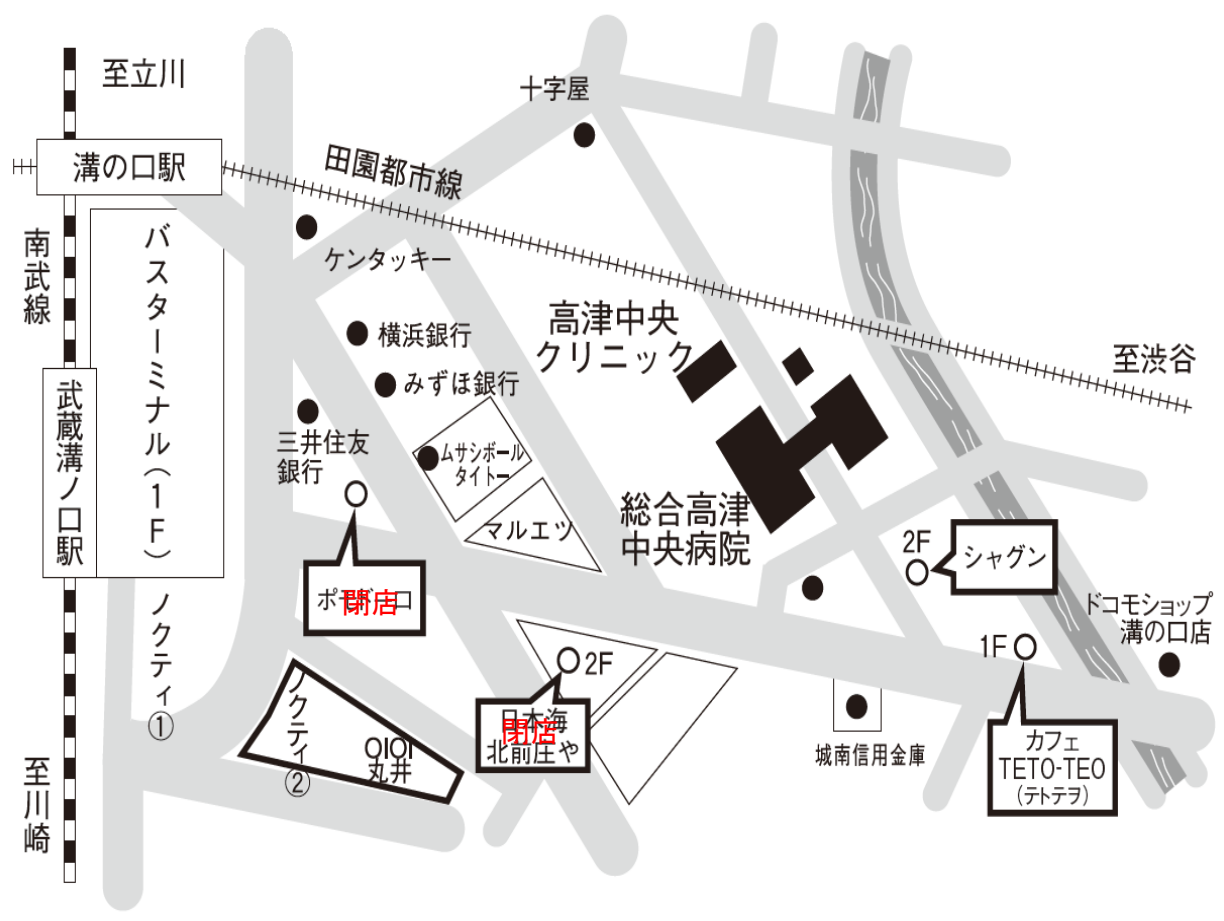 至立川
十字屋
溝の口駅
田園都市線
南武線
バスターミナル(1F)
ケンタッキー
横浜銀行
高津中央
クリニック
至渋谷
みずほ銀行
武蔵溝ノ口駅
三井住友
銀行
ムサシボール
タイトー
マルエツ
総合高津
中央病院
2F
シャグン
閉店
ノクティ①
ドコモショップ
溝の口店
1F
2F
ノクティ②
OIOI
丸井
日本海
北前庄や
閉店
城南信用金庫
カフェ
TETO-TEO
(テトテヲ)
至川崎